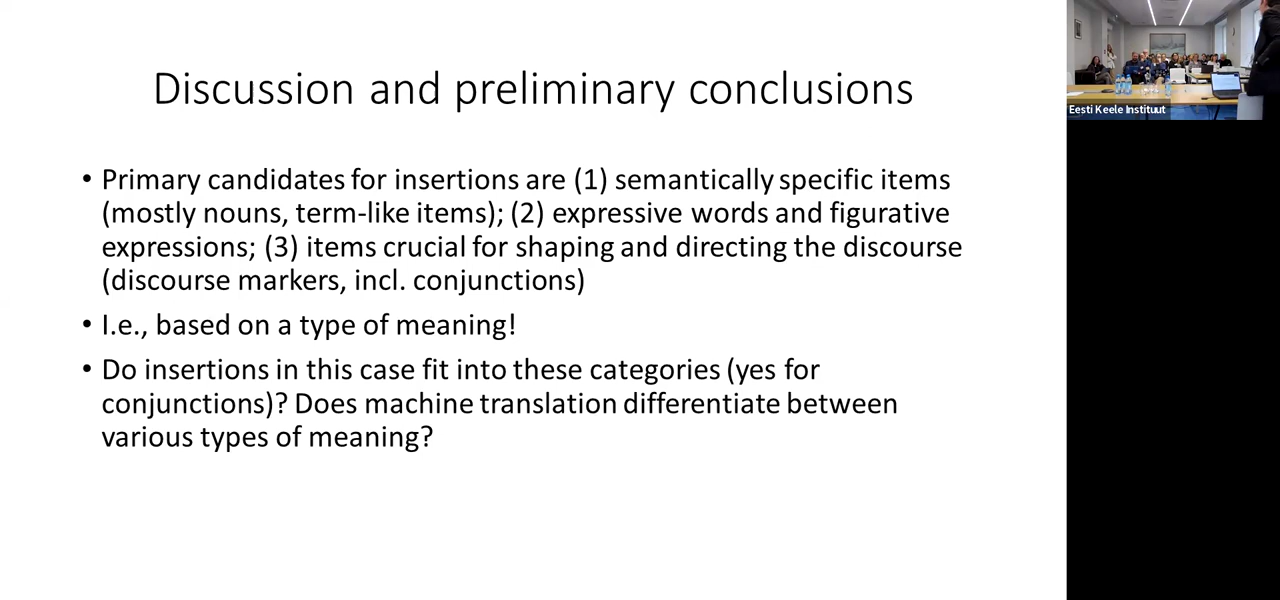 Discussion and preliminary conclusions
• Primary candidates for insertions are (1) semantically specific items
(mostly nouns, term-like items); (2) expressive words and figurative
expressions; (3) items crucial for shaping and directing the discourse
(discourse markers, incl. conjunctions)
• I.e., based on a type of meaning!
• Do insertions in this case fit into these categories (yes for
conjunctions)? Does machine translation differentiate between
various types of meaning?
Eesti Keele Instituut